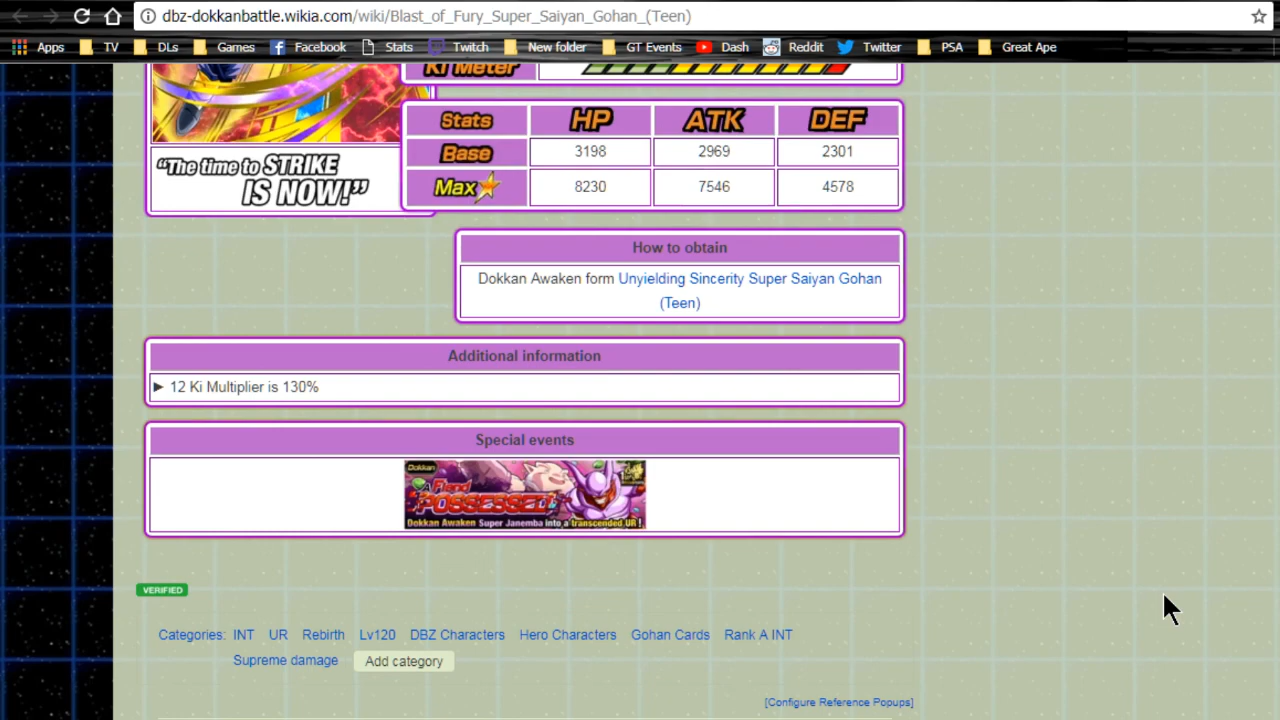 dbz-dokkanbattle.wikia.com/wiki/Blast_of_Fury_Super_Saiyan_Gohan_(Teen)
Apps TV DLs Games Facebook Stats Twitch New folder GT Events Dash Reddit Twitter PSA Great Ape
Ki Meter
Stats HP ATK DEF
Base 3198 2969 2301
Max 8230 7546 4578
"The time to STRIKE
IS NOW!"
How to obtain
Dokkan Awaken form Unyielding Sincerity Super Saiyan Gohan
(Teen)
Additional information
► 12 Ki Multiplier is 130%
Special events
Dokkan
A Fiend
POSSESSED
Dokkan Awaken Super Janemba into a transcended UR!
VERIFIED
Categories: INT UR Rebirth Lv120 DBZ Characters Hero Characters Gohan Cards Rank A INT
Supreme damage Add category
[Configure Reference Popups]